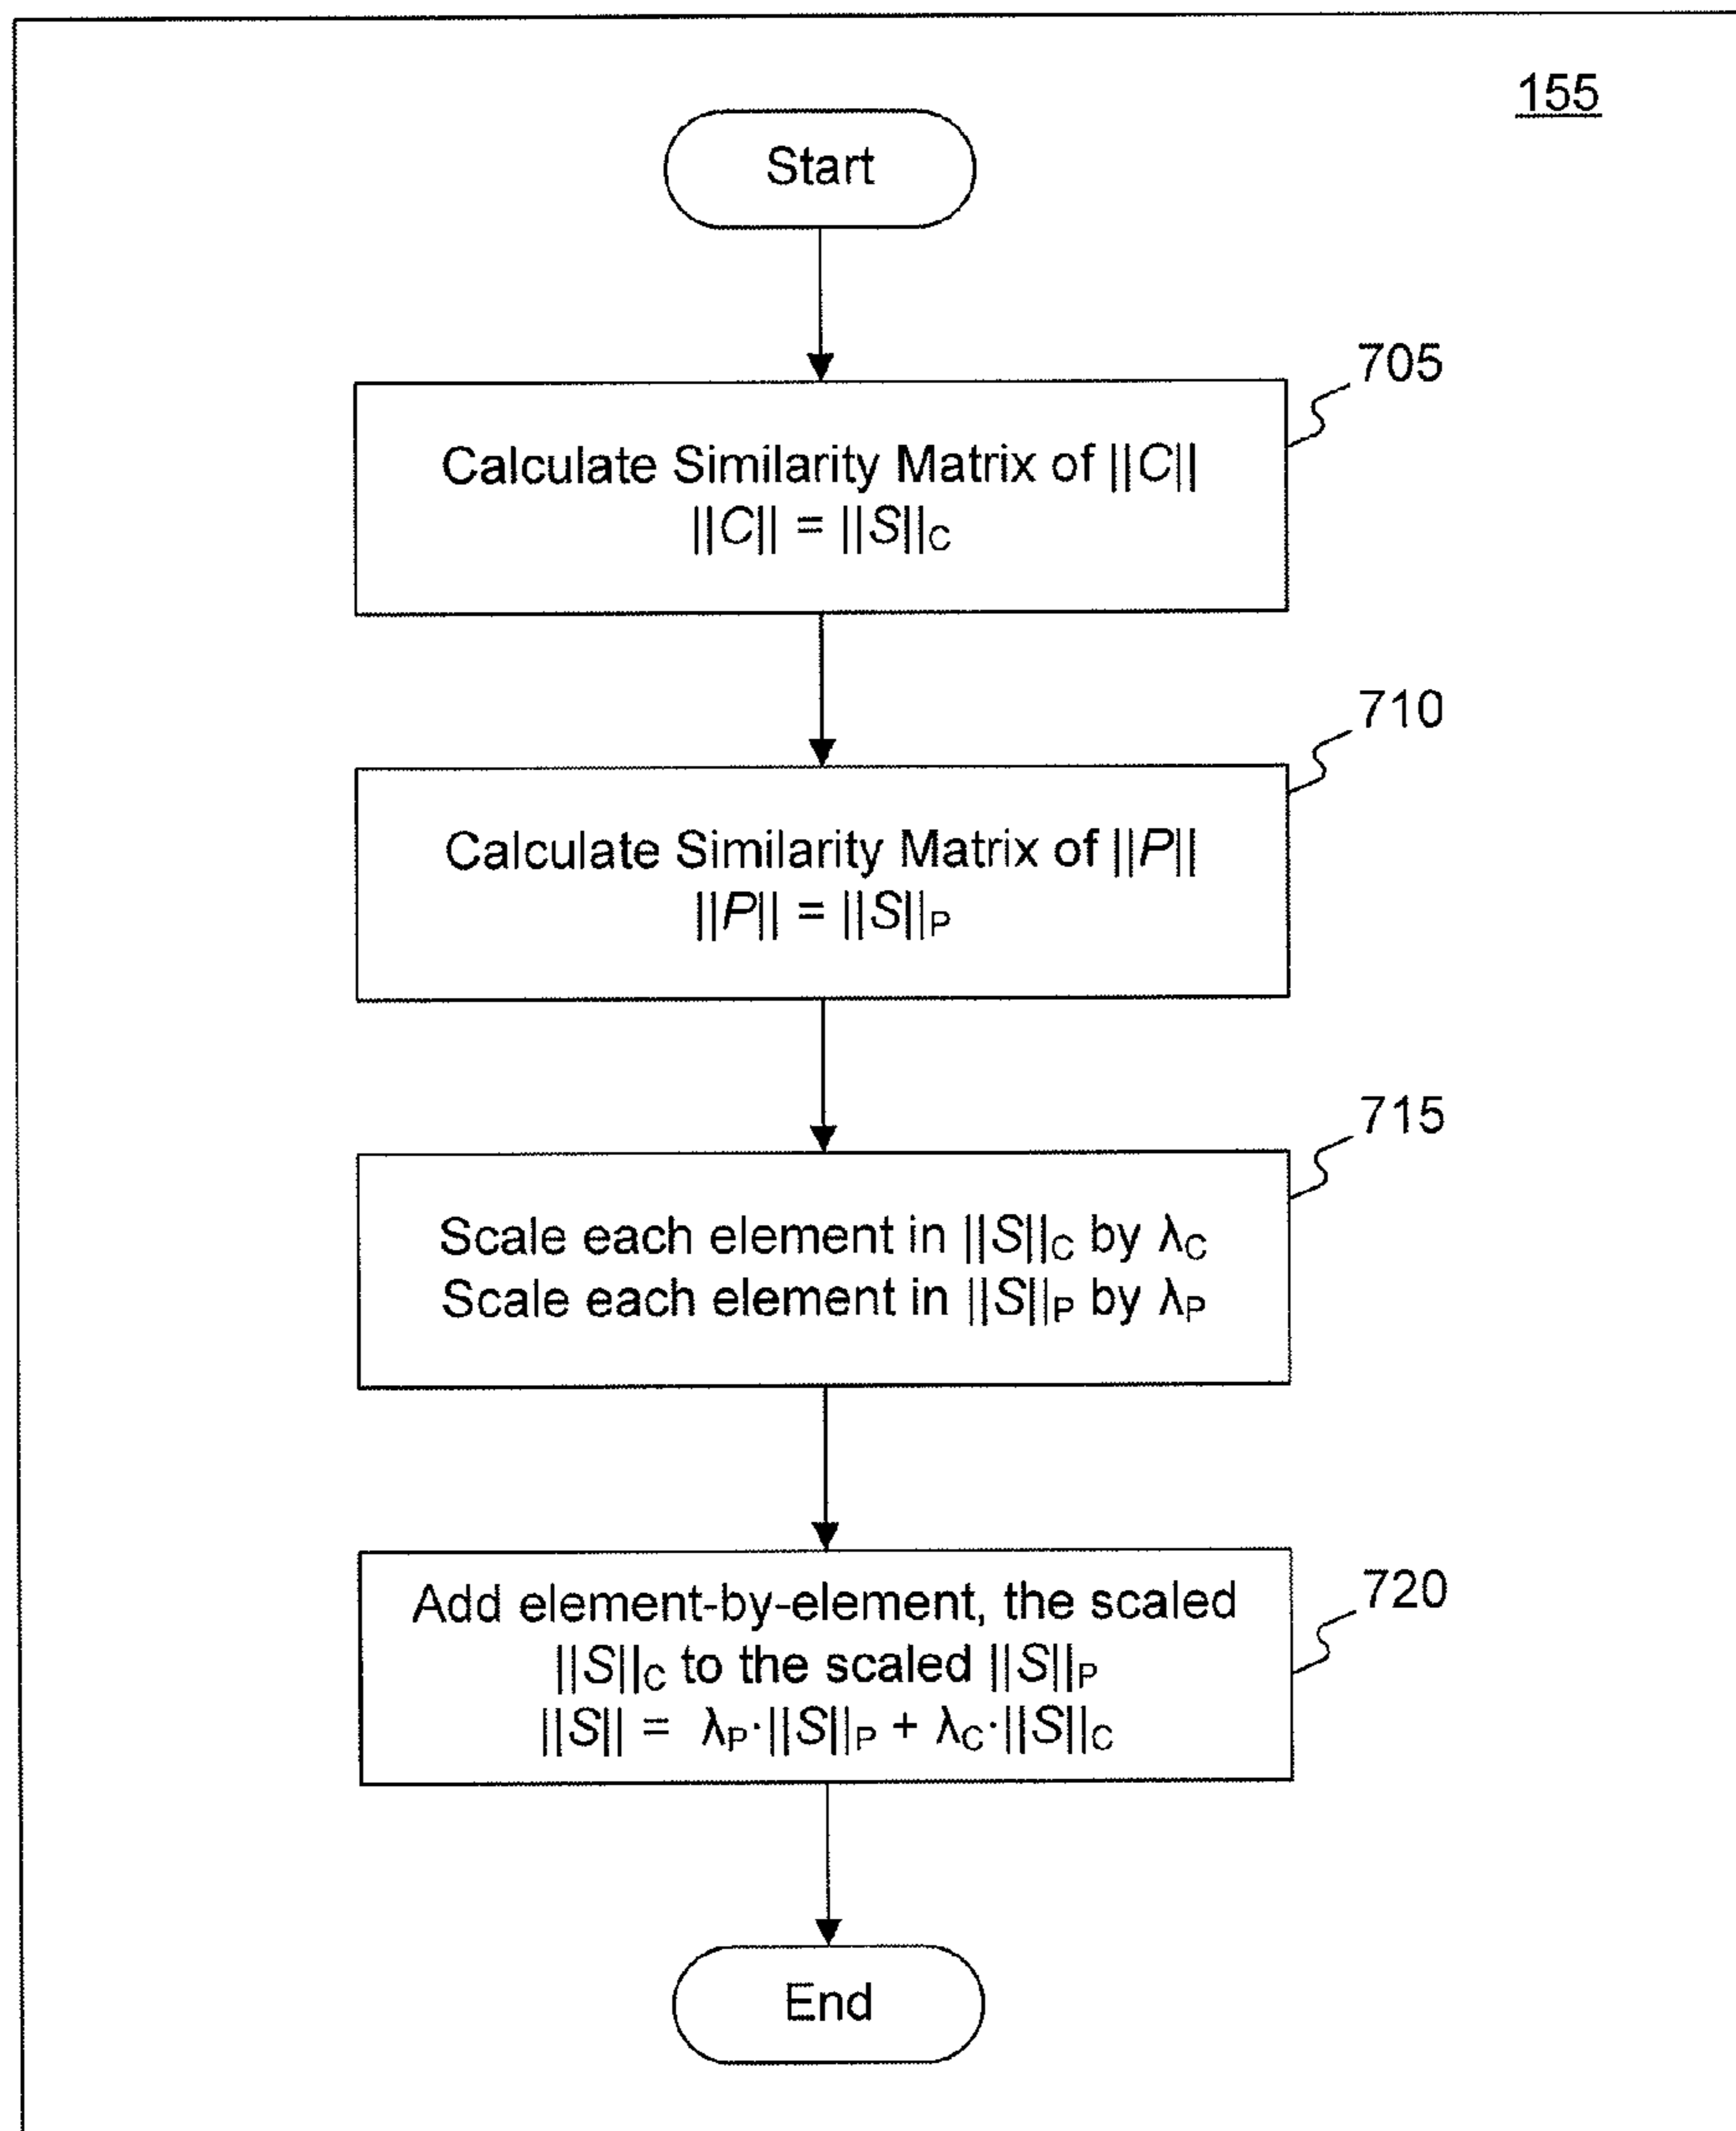 155
Start
705
Calculate Similarity Matrix of ||C||
||C|| = ||S||C
710
Calculate Similarity Matrix of ||P||
||P|| = ||S||P
715
Scale each element in ||S||C by λC
Scale each element in ||S||P by λP
720
Add element-by-element, the scaled
||S||C to the scaled ||S||P
||S|| = λP·||S||P + λC·||S||C
End